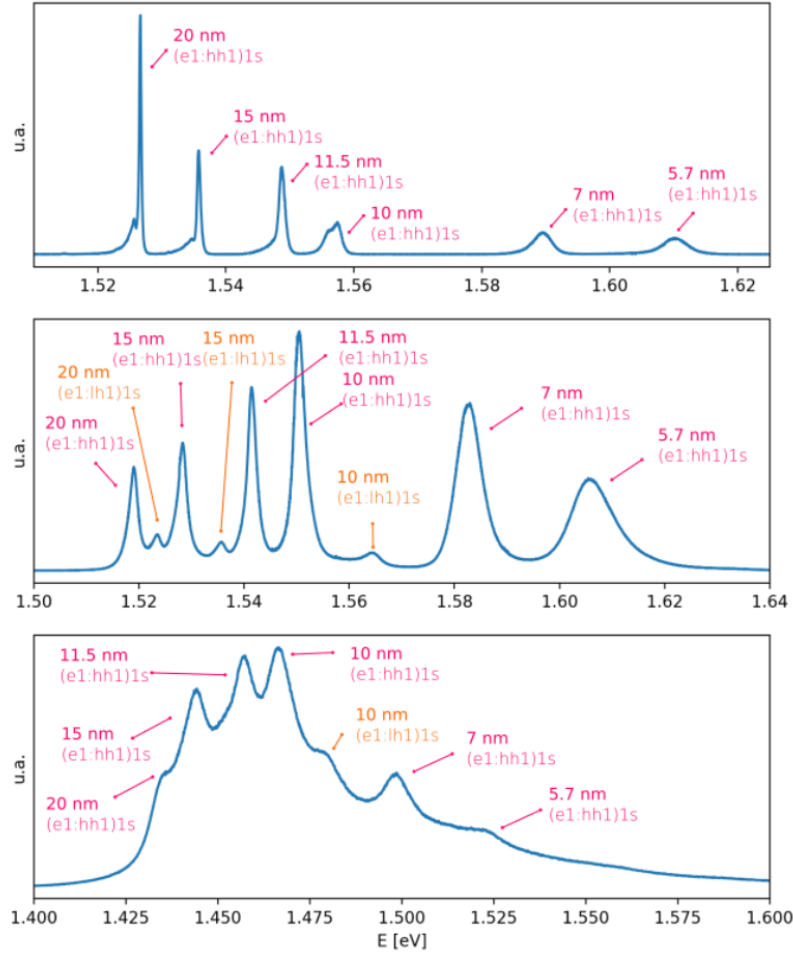 20 nm
(e1:hh1)1s
15 nm
(e1:hh1)1s
11.5 nm
(e1:hh1)1s
10 nm
(e1:hh1)1s
7 nm
(e1:hh1)1s
5.7 nm
(e1:hh1)1s
u.a.
1.52 1.54 1.56 1.58 1.60 1.62
15 nm
(e1:hh1)1s
15 nm
(e1:lh1)1s
11.5 nm
(e1:hh1)1s
20 nm
(e1:lh1)1s
10 nm
(e1:hh1)1s
20 nm
(e1:hh1)1s
7 nm
(e1:hh1)1s
5.7 nm
(e1:hh1)1s
10 nm
(e1:lh1)1s
u.a.
1.50 1.52 1.54 1.56 1.58 1.60 1.62 1.64
11.5 nm
(e1:hh1)1s
10 nm
(e1:hh1)1s
10 nm
(e1:lh1)1s
15 nm
(e1:hh1)1s
7 nm
(e1:hh1)1s
20 nm
(e1:hh1)1s
5.7 nm
(e1:hh1)1s
u.a.
1.400 1.425 1.450 1.475 1.500 1.525 1.550 1.575 1.600
E [eV]